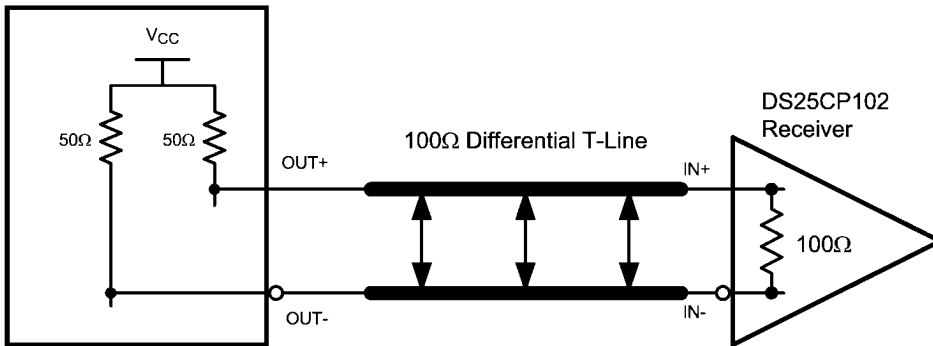 VCC
50Ω
50Ω
OUT+
OUT-
100Ω Differential T-Line
IN+
IN-
DS25CP102
Receiver
100Ω